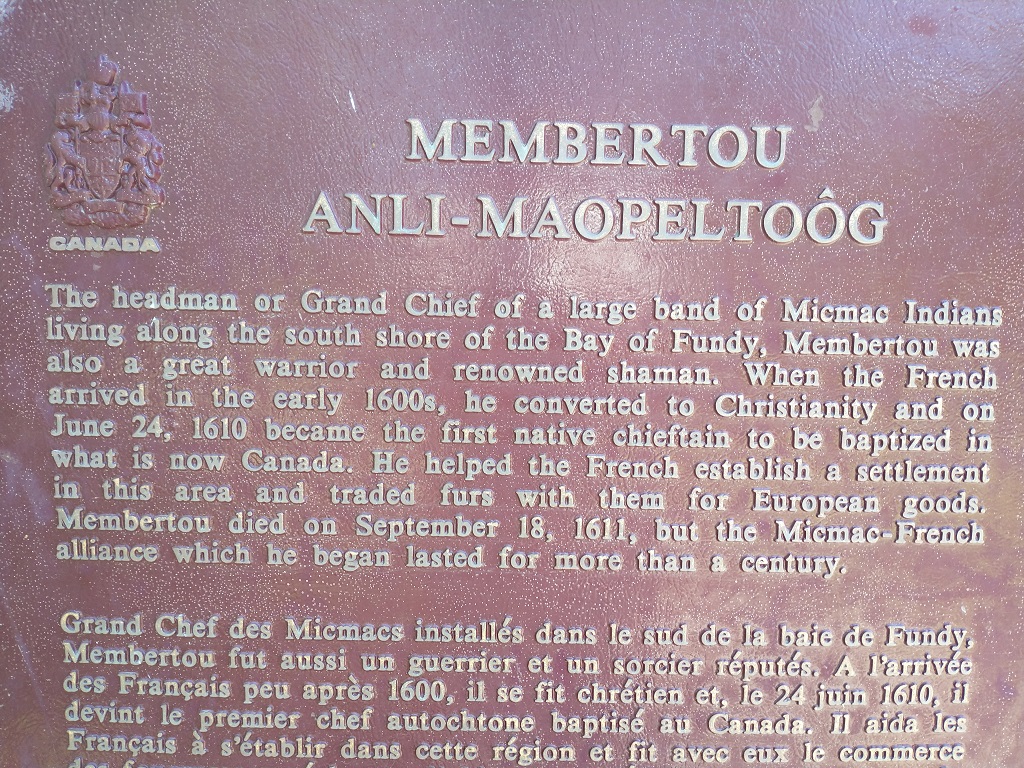 CANADA
MEMBERTOU
ANLI-MAOPELTOÔG
The headman or Grand Chief of a large band of Micmac Indians
living along the south shore of the Bay of Fundy, Membertou was
also a great warrior and renowned shaman. When the French
arrived in the early 1600s, he converted to Christianity and on
June 24, 1610 became the first native chieftain to be baptized in
what is now Canada. He helped the French establish a settlement
in this area and traded furs with them for European goods.
Membertou died on September 18, 1611, but the Micmac-French
alliance which he began lasted for more than a century.
Grand Chef des Micmacs installés dans le sud de la baie de Fundy,
Membertou fut aussi un guerrier et un sorcier réputés. A l'arrivée
des Français peu après 1600, il se fit chrétien et, le 24 juin 1610, il
devint le premier chef autochtone baptisé au Canada. Il aida les
Français à s'établir dans cette région et fit avec eux le commerce